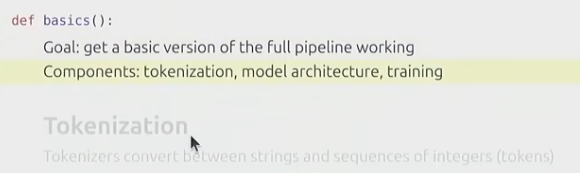 def basics():
Goal: get a basic version of the full pipeline working
Components: tokenization, model architecture, training
Tokenization
Tokenizers convert between strings and sequences of integers (tokens)